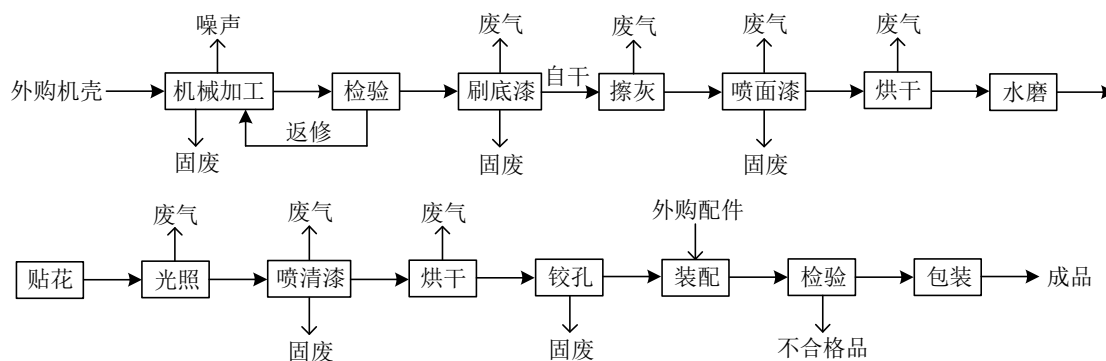 噪声
废气
废气
废气
废气
外购机壳
机械加工
检验
刷底漆
自干
擦灰
喷面漆
烘干
水磨
返修
固废
固废
固废
废气
废气
废气
外购配件
贴花
光照
喷清漆
烘干
铰孔
装配
检验
包装
成品
固废
固废
不合格品